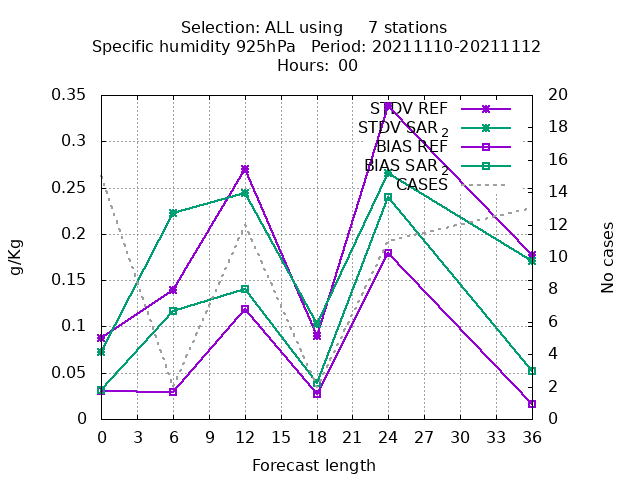 Selection: ALL using     7 stations
Specific humidity 925hPa   Period: 20211110-20211112
Hours:  00
0.35
0.3
0.25
0.2
0.15
0.1
0.05
0
20
18
16
14
12
10
8
6
4
2
0
STDV REF
STDV SAR 2
BIAS REF
BIAS SAR 2
CASES
g/Kg
No cases
0 3 6 9 12 15 18 21 24 27 30 33 36
Forecast length